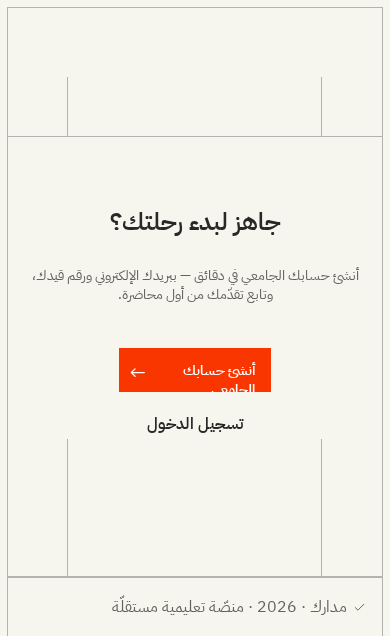 جاهز لبدء رحلتك؟
أنشئ حسابك الجامعي في دقائق — ببريدك الإلكتروني ورقم قيدك،
وتابع تقدّمك من أول محاضرة.
أنشئ حسابك ←
الجامعي
تسجيل الدخول
مدارك · 2026 · منصّة تعليمية مستقلّة